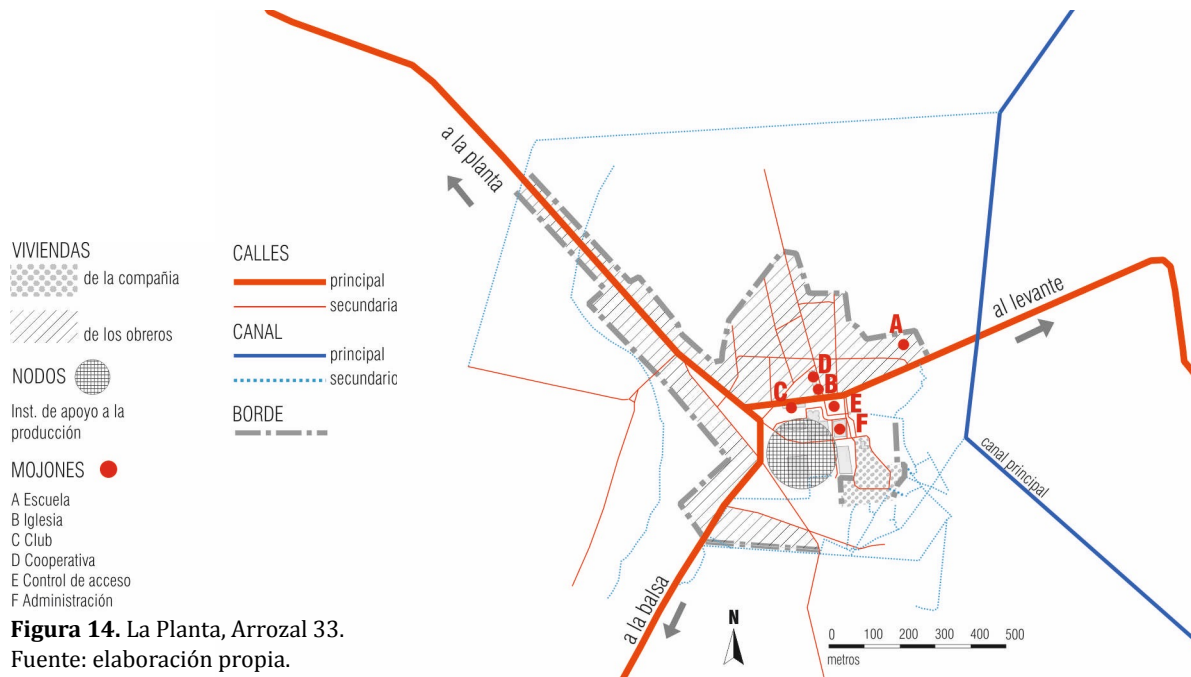 VIVIENDAS
de la compañia
de los obreros
NODOS
Inst. de apoyo a la
producción
MOJONES
A Escuela
B Iglesia
C Club
D Cooperativa
E Control de acceso
F Administración
CALLES
principal
secundaria
CANAL
principal
secundario
BORDE
a la planta
al levante
A
D
B
C
E
F
canal principal
a la balsa
N
0 100 200 300 400 500
metros
Figura 14. La Planta, Arrozal 33.
Fuente: elaboración propia.